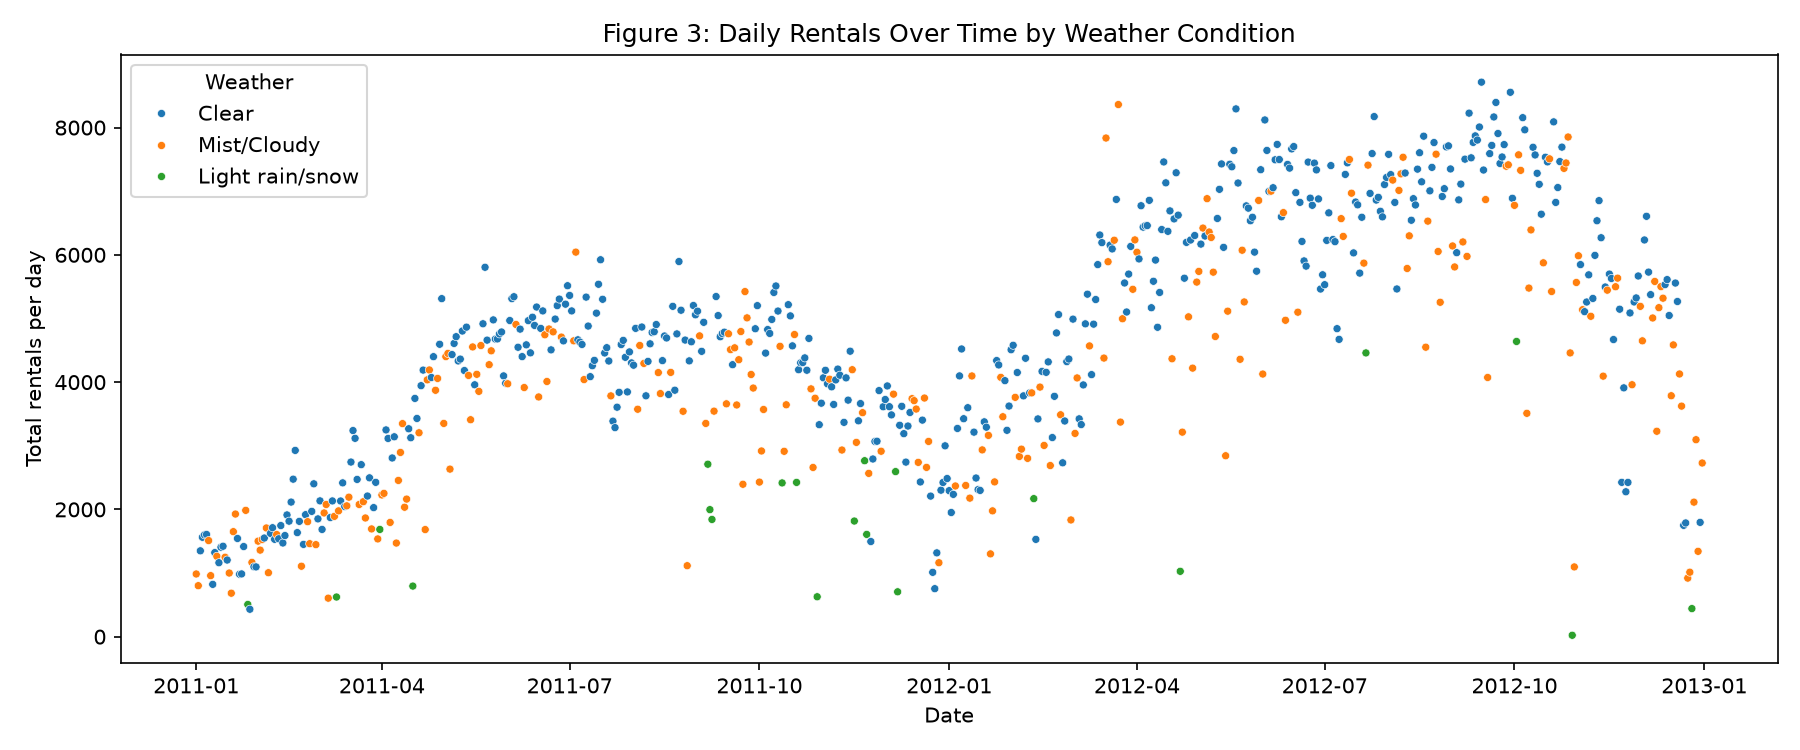 Figure 3: Daily Rentals Over Time by Weather Condition
Weather
Clear
Mist/Cloudy
Light rain/snow
Total rentals per day
8000
6000
4000
2000
0
2011-01
2011-04
2011-07
2011-10
2012-01
2012-04
2012-07
2012-10
2013-01
Date